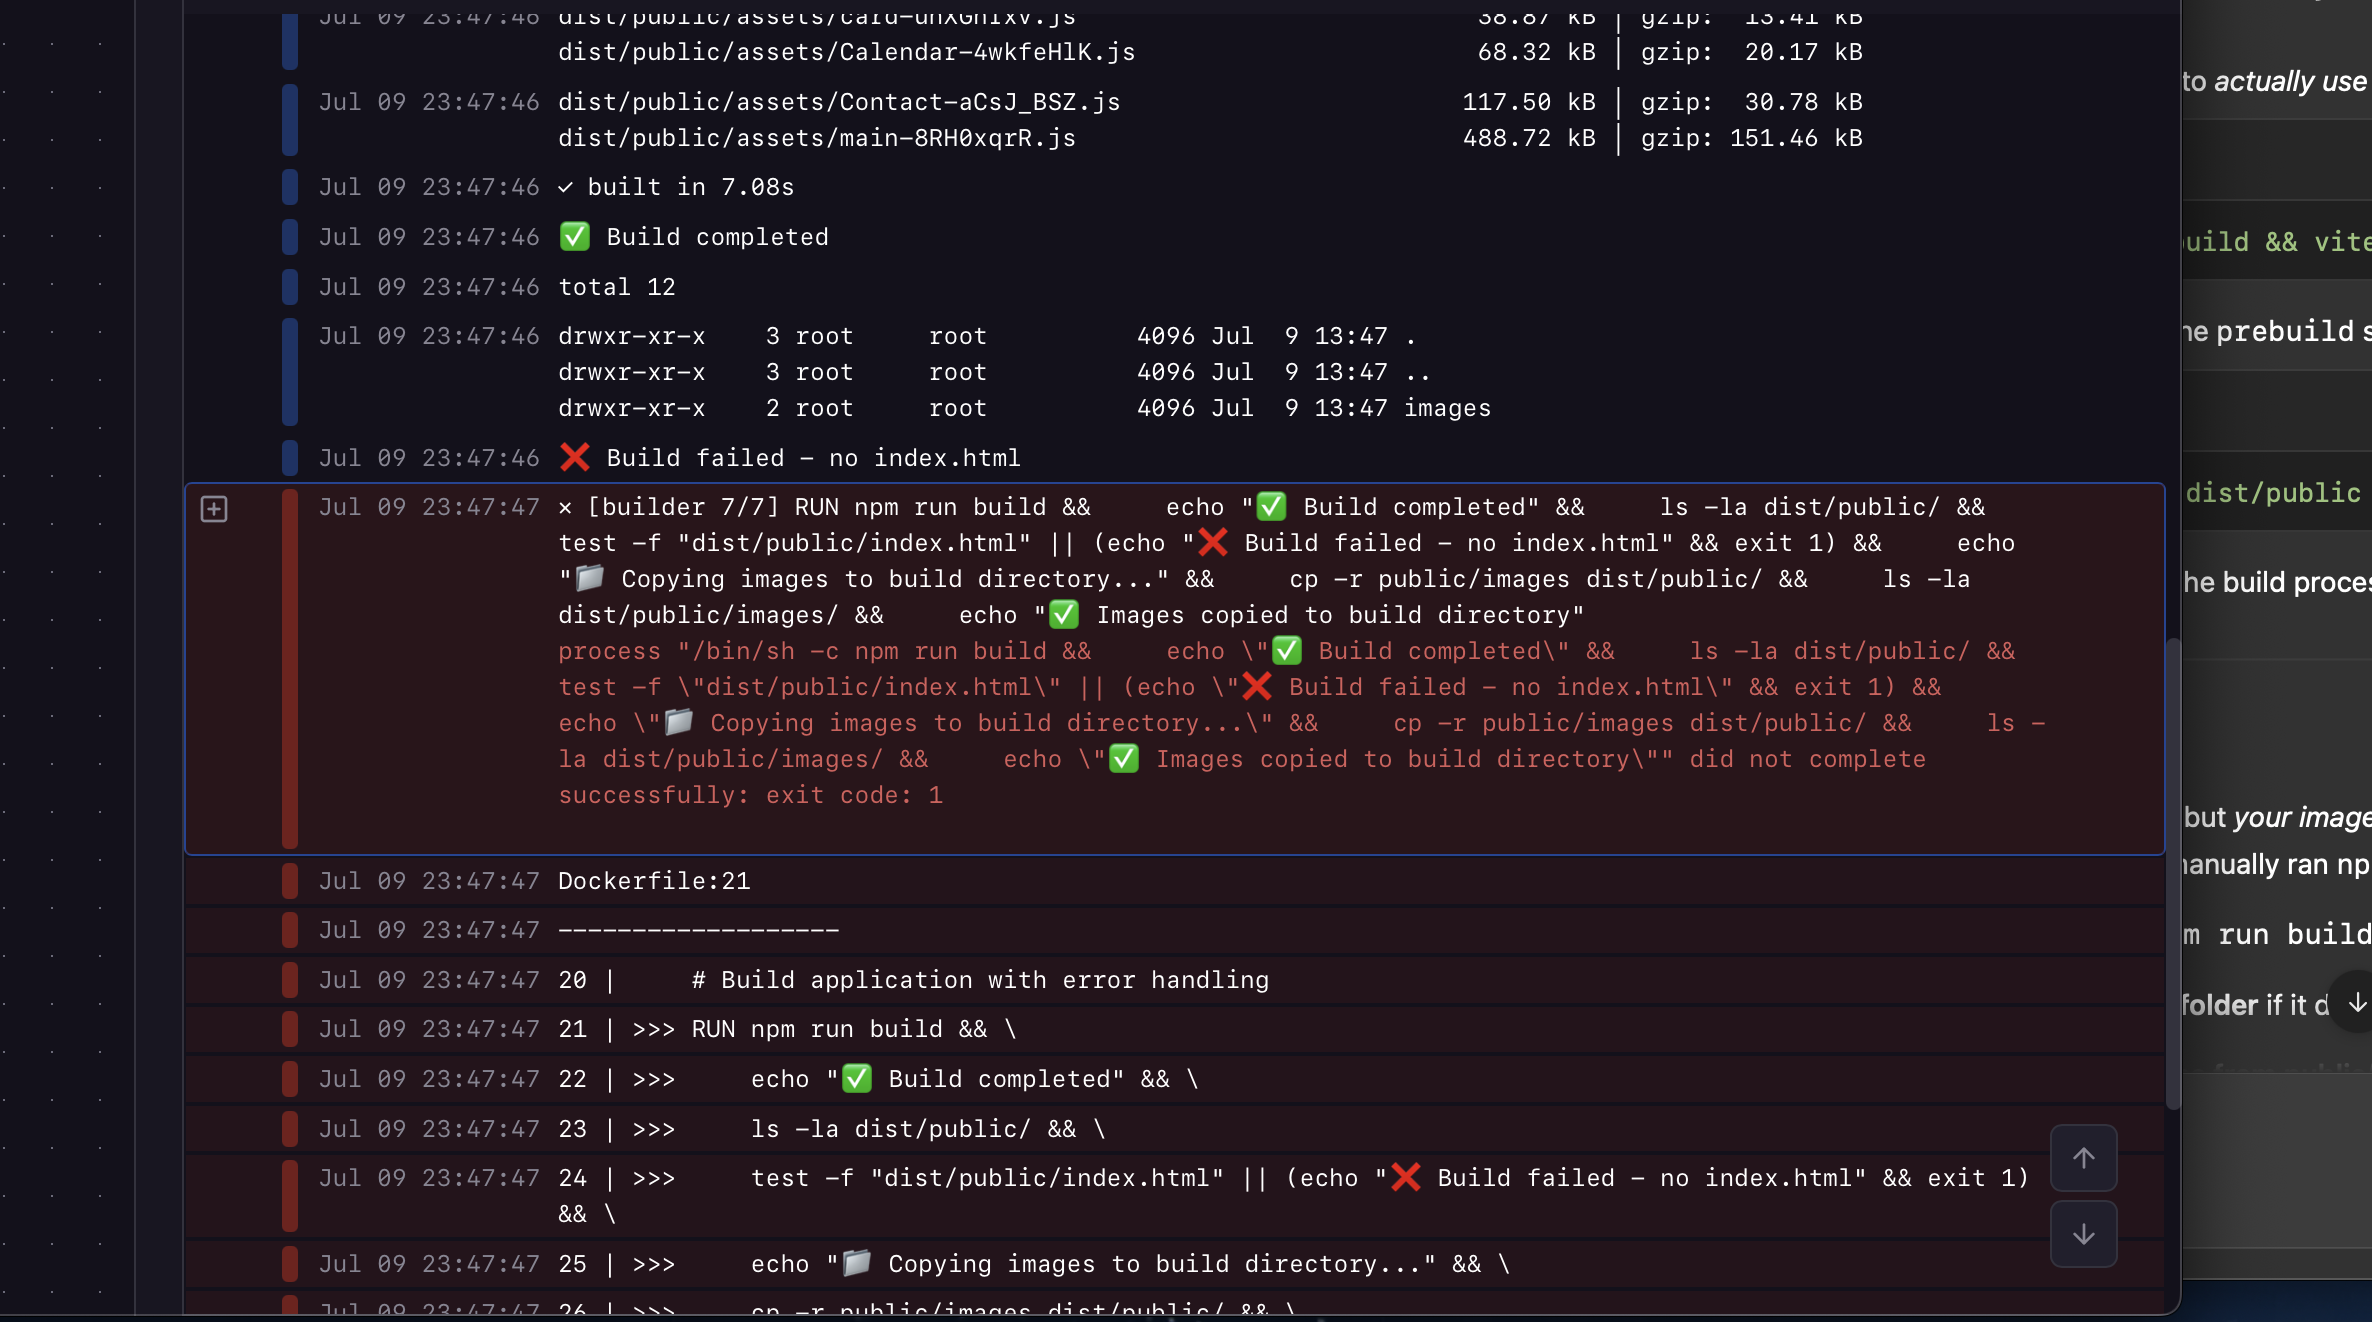 Jul 09 23:47:46 dist/public/assets/card-unXGhIxV.js 38.87 kB │ gzip: 13.41 kB
dist/public/assets/Calendar-4wkfeHlK.js 68.32 kB │ gzip: 20.17 kB
Jul 09 23:47:46 dist/public/assets/Contact-aCsJ_BSZ.js 117.50 kB │ gzip: 30.78 kB
dist/public/assets/main-8RH0xqrR.js 488.72 kB │ gzip: 151.46 kB
Jul 09 23:47:46 ✓ built in 7.08s
Jul 09 23:47:46 ✅ Build completed
Jul 09 23:47:46 total 12
Jul 09 23:47:46 drwxr-xr-x 3 root root 4096 Jul 9 13:47 .
drwxr-xr-x 3 root root 4096 Jul 9 13:47 ..
drwxr-xr-x 2 root root 4096 Jul 9 13:47 images
Jul 09 23:47:46 ❌ Build failed - no index.html
Jul 09 23:47:47 ✕ [builder 7/7] RUN npm run build && echo "✅ Build completed" && ls -la dist/public/ &&
test -f "dist/public/index.html" || (echo "❌ Build failed - no index.html" && exit 1) && echo
"📁 Copying images to build directory..." && cp -r public/images dist/public/ && ls -la
dist/public/images/ && echo "✅ Images copied to build directory"
process "/bin/sh -c npm run build && echo \"✅ Build completed\" && ls -la dist/public/ &&
test -f \"dist/public/index.html\" || (echo \"❌ Build failed - no index.html\" && exit 1) &&
echo \"📁 Copying images to build directory...\" && cp -r public/images dist/public/ && ls -
la dist/public/images/ && echo \"✅ Images copied to build directory\"" did not complete
successfully: exit code: 1
Jul 09 23:47:47 Dockerfile:21
Jul 09 23:47:47 -------------------
Jul 09 23:47:47 20 | # Build application with error handling
Jul 09 23:47:47 21 | >>> RUN npm run build && \
Jul 09 23:47:47 22 | >>> echo "✅ Build completed" && \
Jul 09 23:47:47 23 | >>> ls -la dist/public/ && \
Jul 09 23:47:47 24 | >>> test -f "dist/public/index.html" || (echo "❌ Build failed - no index.html" && exit 1)
&& \
Jul 09 23:47:47 25 | >>> echo "📁 Copying images to build directory..." && \
Jul 09 23:47:47 26 | >>> cp -r public/images dist/public/ && \
to actually use
uild && vite
he prebuild s
dist/public
he build proces
but your image
anually ran np
m run build
folder if it d